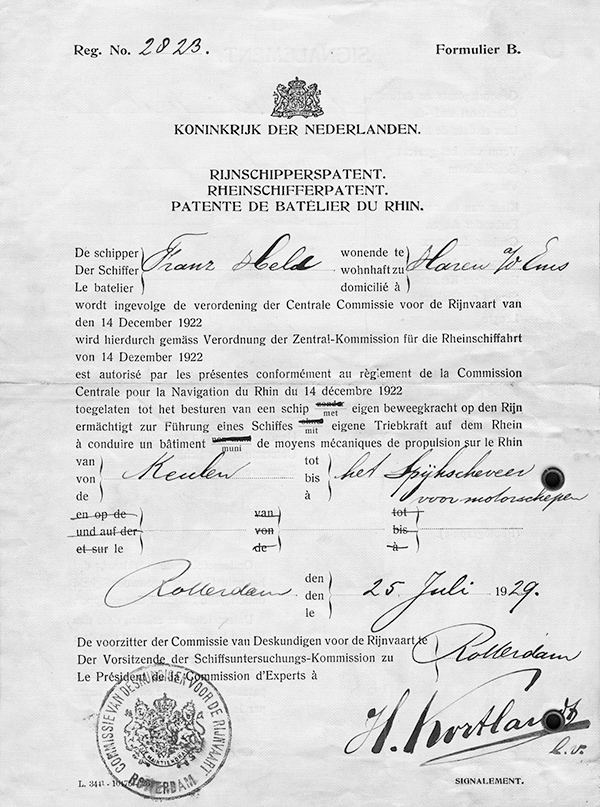 Reg. No. 2823.
Formulier B.
KONINKRIJK DER NEDERLANDEN.
RIJNSCHIPPERSPATENT.
RHEINSCHIFFERPATENT.
PATENTE DE BATELIER DU RHIN.
De schipper
Der Schiffer
Le batelier
Franz Held
wonende te
wohnhaft zu
domicilié à
Haren a/d Ems
wordt ingevolge de verordening der Centrale Commissie voor de Rijnvaart van
den 14 December 1922
wird hierdurch gemäss Verordnung der Zentral-Kommission für die Rheinschiffahrt
von 14 Dezember 1922
est autorisé par les présentes conformément au règlement de la Commission
Centrale pour la Navigation du Rhin du 14 décembre 1922
toegelaten tot het besturen van een schip met eigen beweegkracht op den Rijn
ermächtigt zur Führung eines Schiffes mit eigene Triebkraft auf dem Rhein
à conduire un bâtiment muni de moyens mécaniques de propulsion sur le Rhin
van
von
de
Keulen
tot
bis
à
het Spijkscheveer
voor motorschepen
en op de van tot
und auf der von bis
et sur le de à
Rotterdam
den
den
le
25 Juli 1929.
De voorzitter der Commissie van Deskundigen voor de Rijnvaart te
Der Vorsitzende der Schiffsuntersuchungs-Kommission zu
Le Président de la Commission d'Experts à
Rotterdam
H. Kortlandt
l.v.
COMMISSIE VAN DESKUNDIGEN VOOR DE RIJNVAART
ROTTERDAM
SIGNALEMENT.